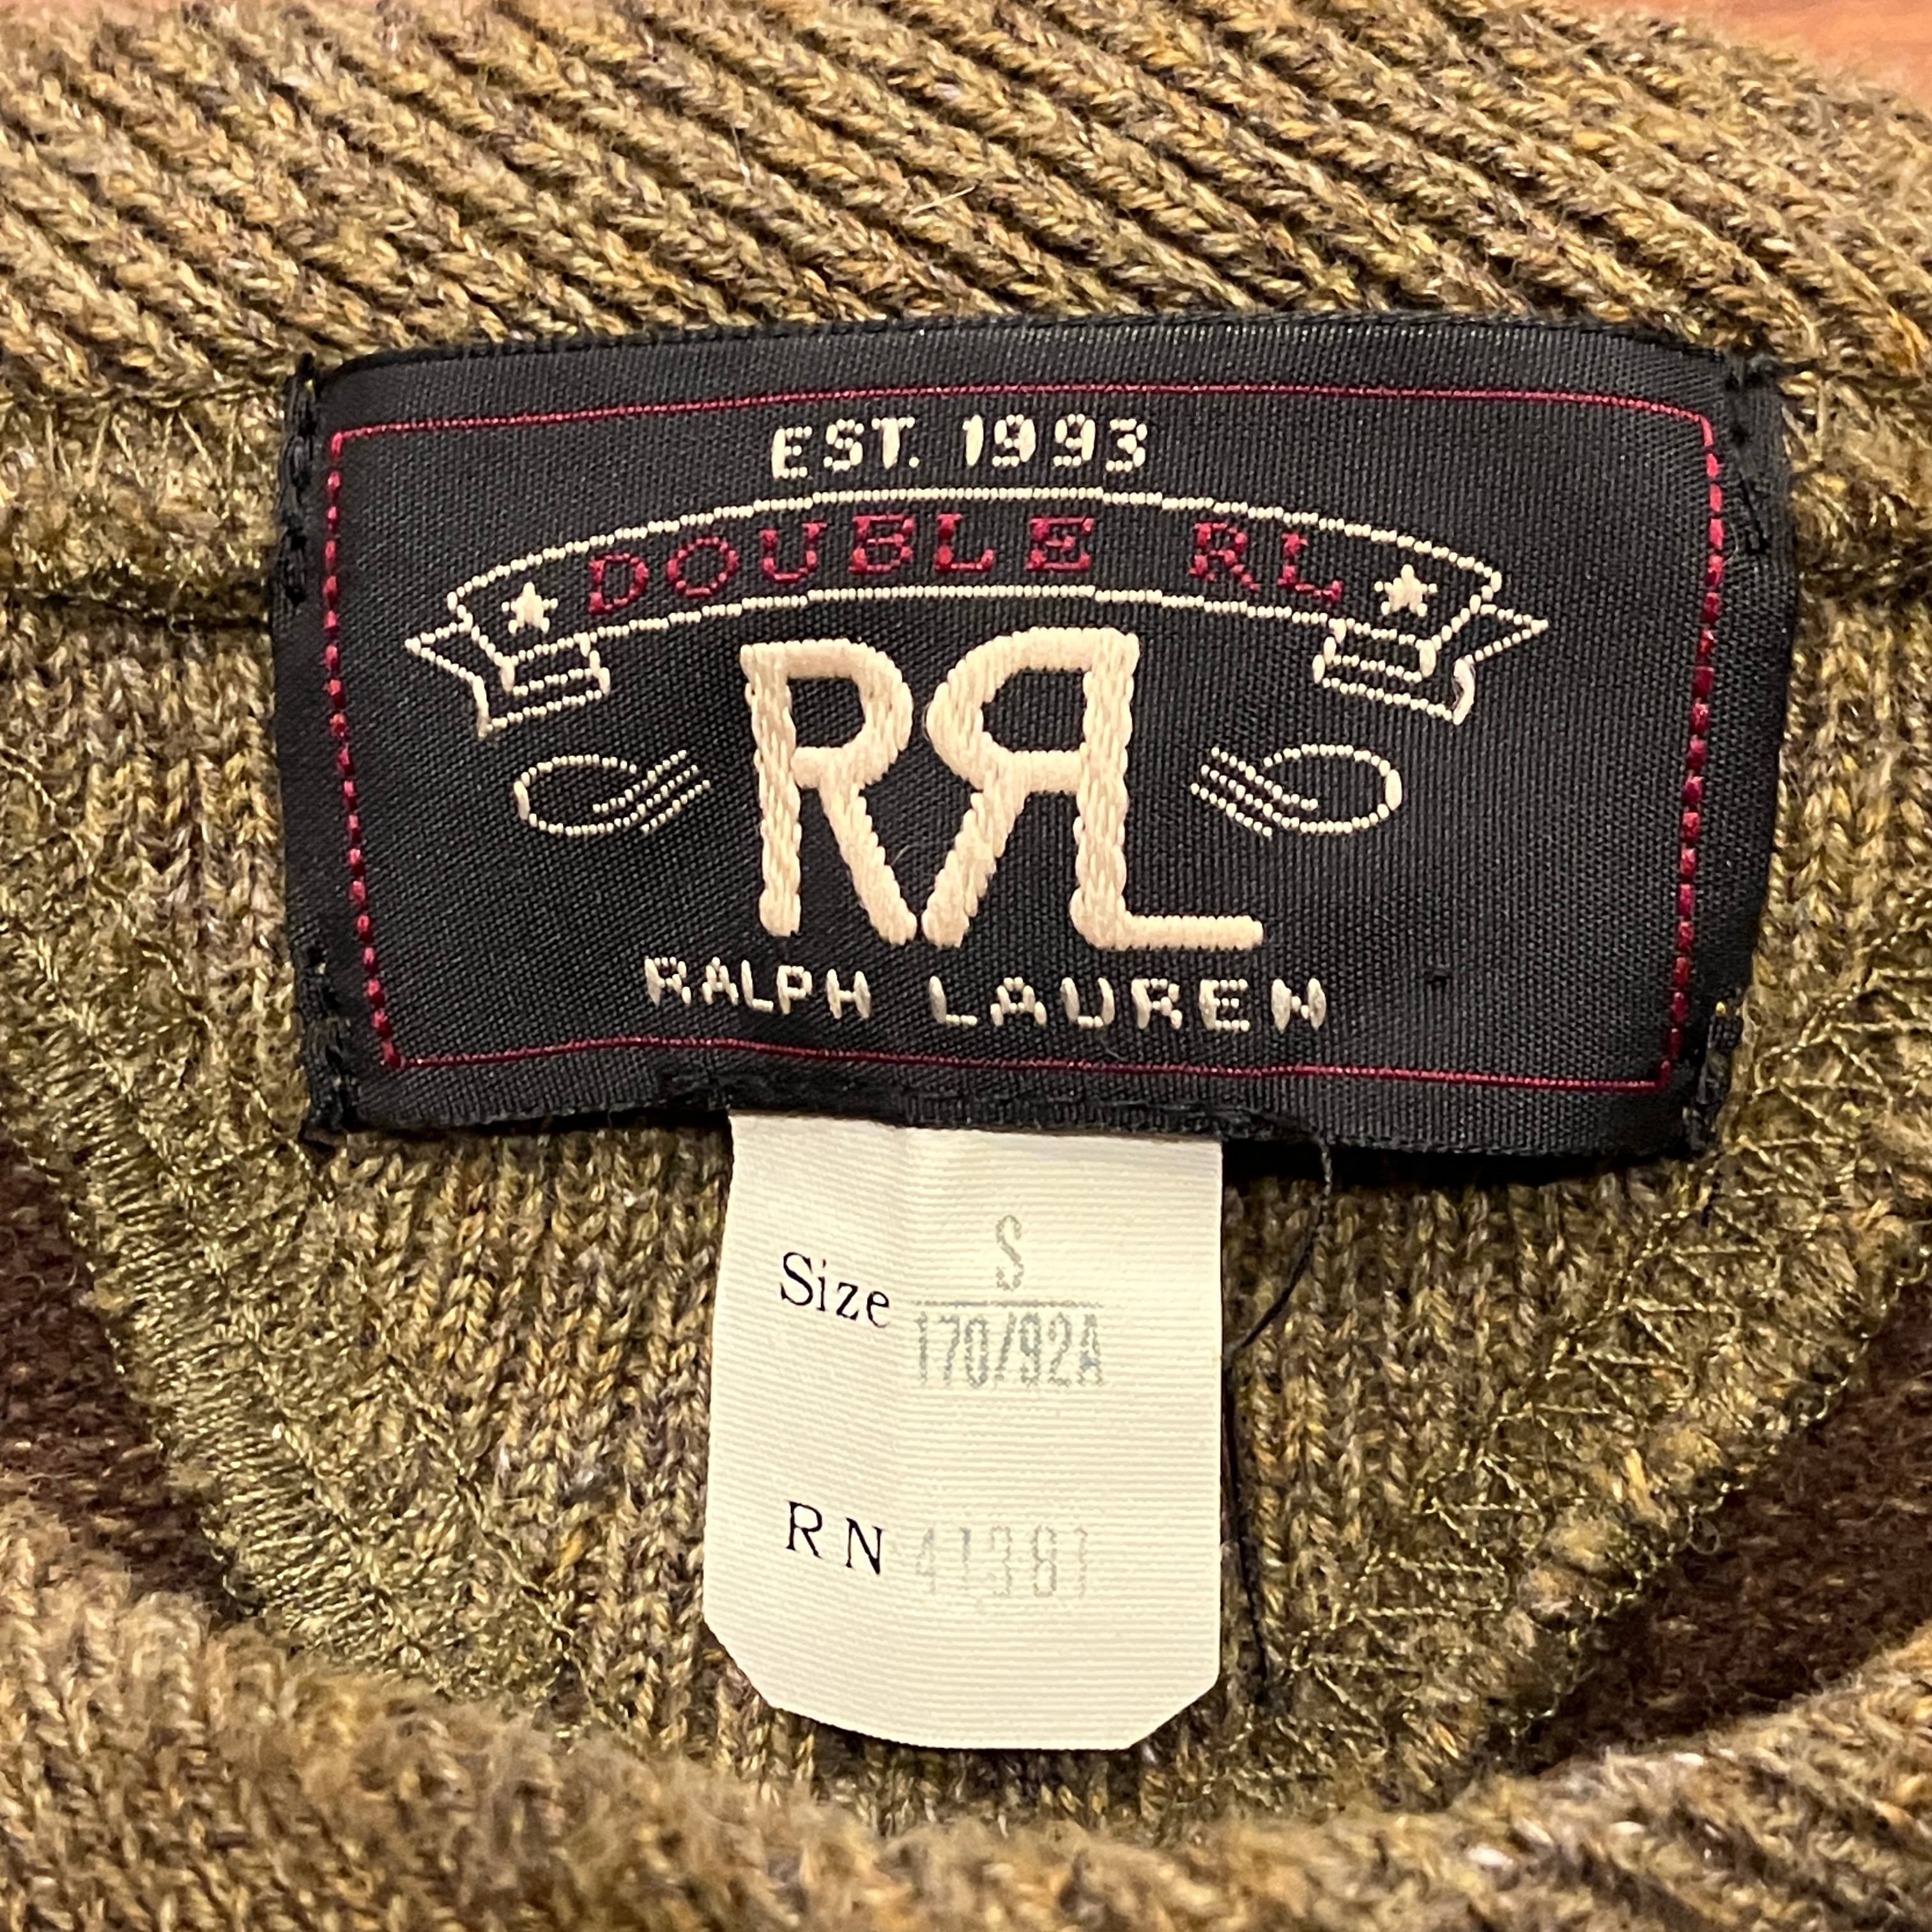 EST. 1993
DOUBLE RL
RRL
RALPH LAUREN
Size S
170/92A
RN 41381